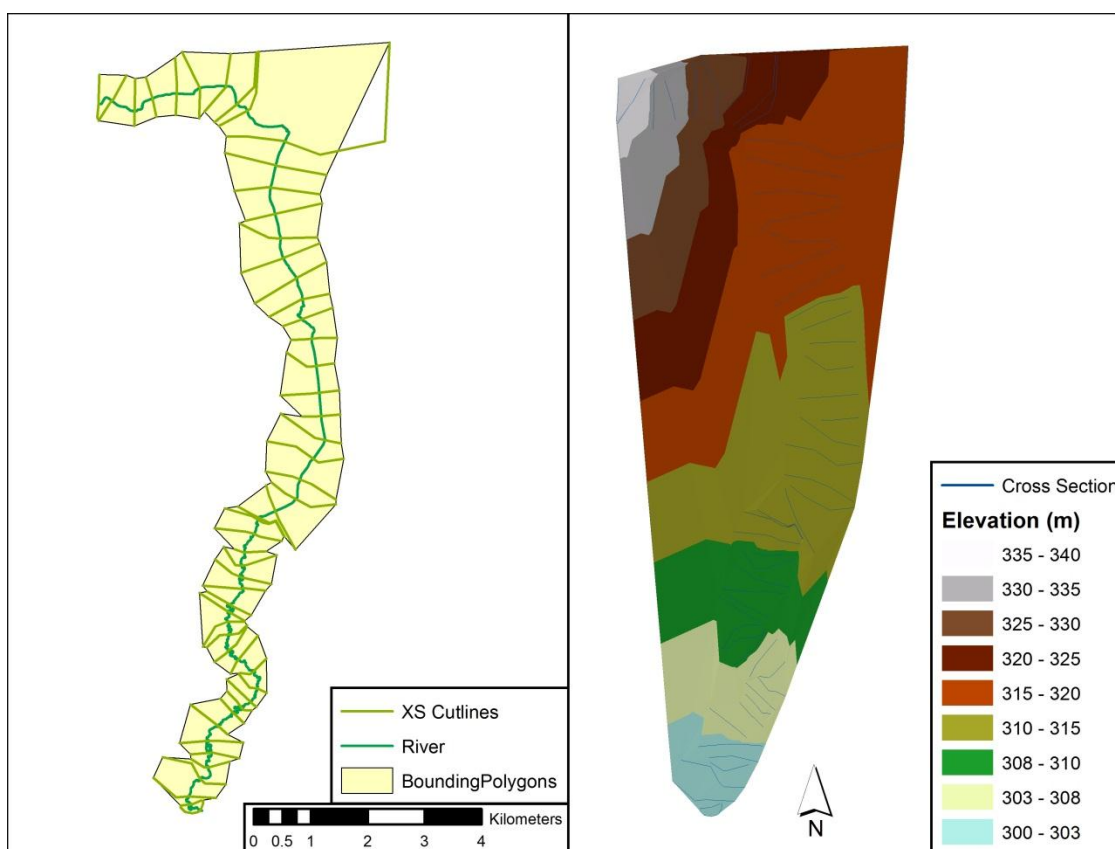 XS Cutlines
River
BoundingPolygons
Kilometers
0 0.5 1 2 3 4
N
Cross Section
Elevation (m)
335 - 340
330 - 335
325 - 330
320 - 325
315 - 320
310 - 315
308 - 310
303 - 308
300 - 303